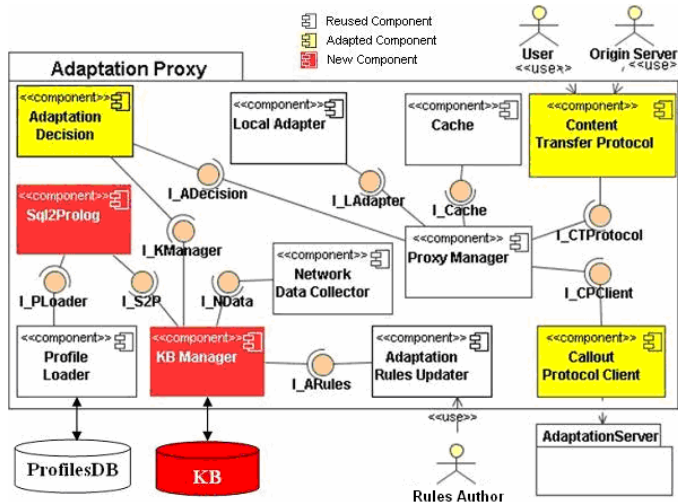 Reused Component
Adapted Component
New Component
User
Origin Server
<<use>>
<<use>>
Adaptation Proxy
<<component>>
Adaptation
Decision
<<component>>
Local Adapter
<<component>>
Cache
<<component>>
Content
Transfer Protocol
I_ADecision
I_LAdapter
I_Cache
<<component>>
Sql2Prolog
I_KManager
<<component>>
Proxy Manager
I_CTProtocol
I_PLoader
I_S2P
I_NData
<<component>>
Network
Data Collector
I_CPClient
<<component>>
Profile
Loader
<<component>>
KB Manager
I_ARules
<<component>>
Adaptation
Rules Updater
<<component>>
Callout
Protocol Client
<<use>>
ProfilesDB
KB
Rules Author
AdaptationServer